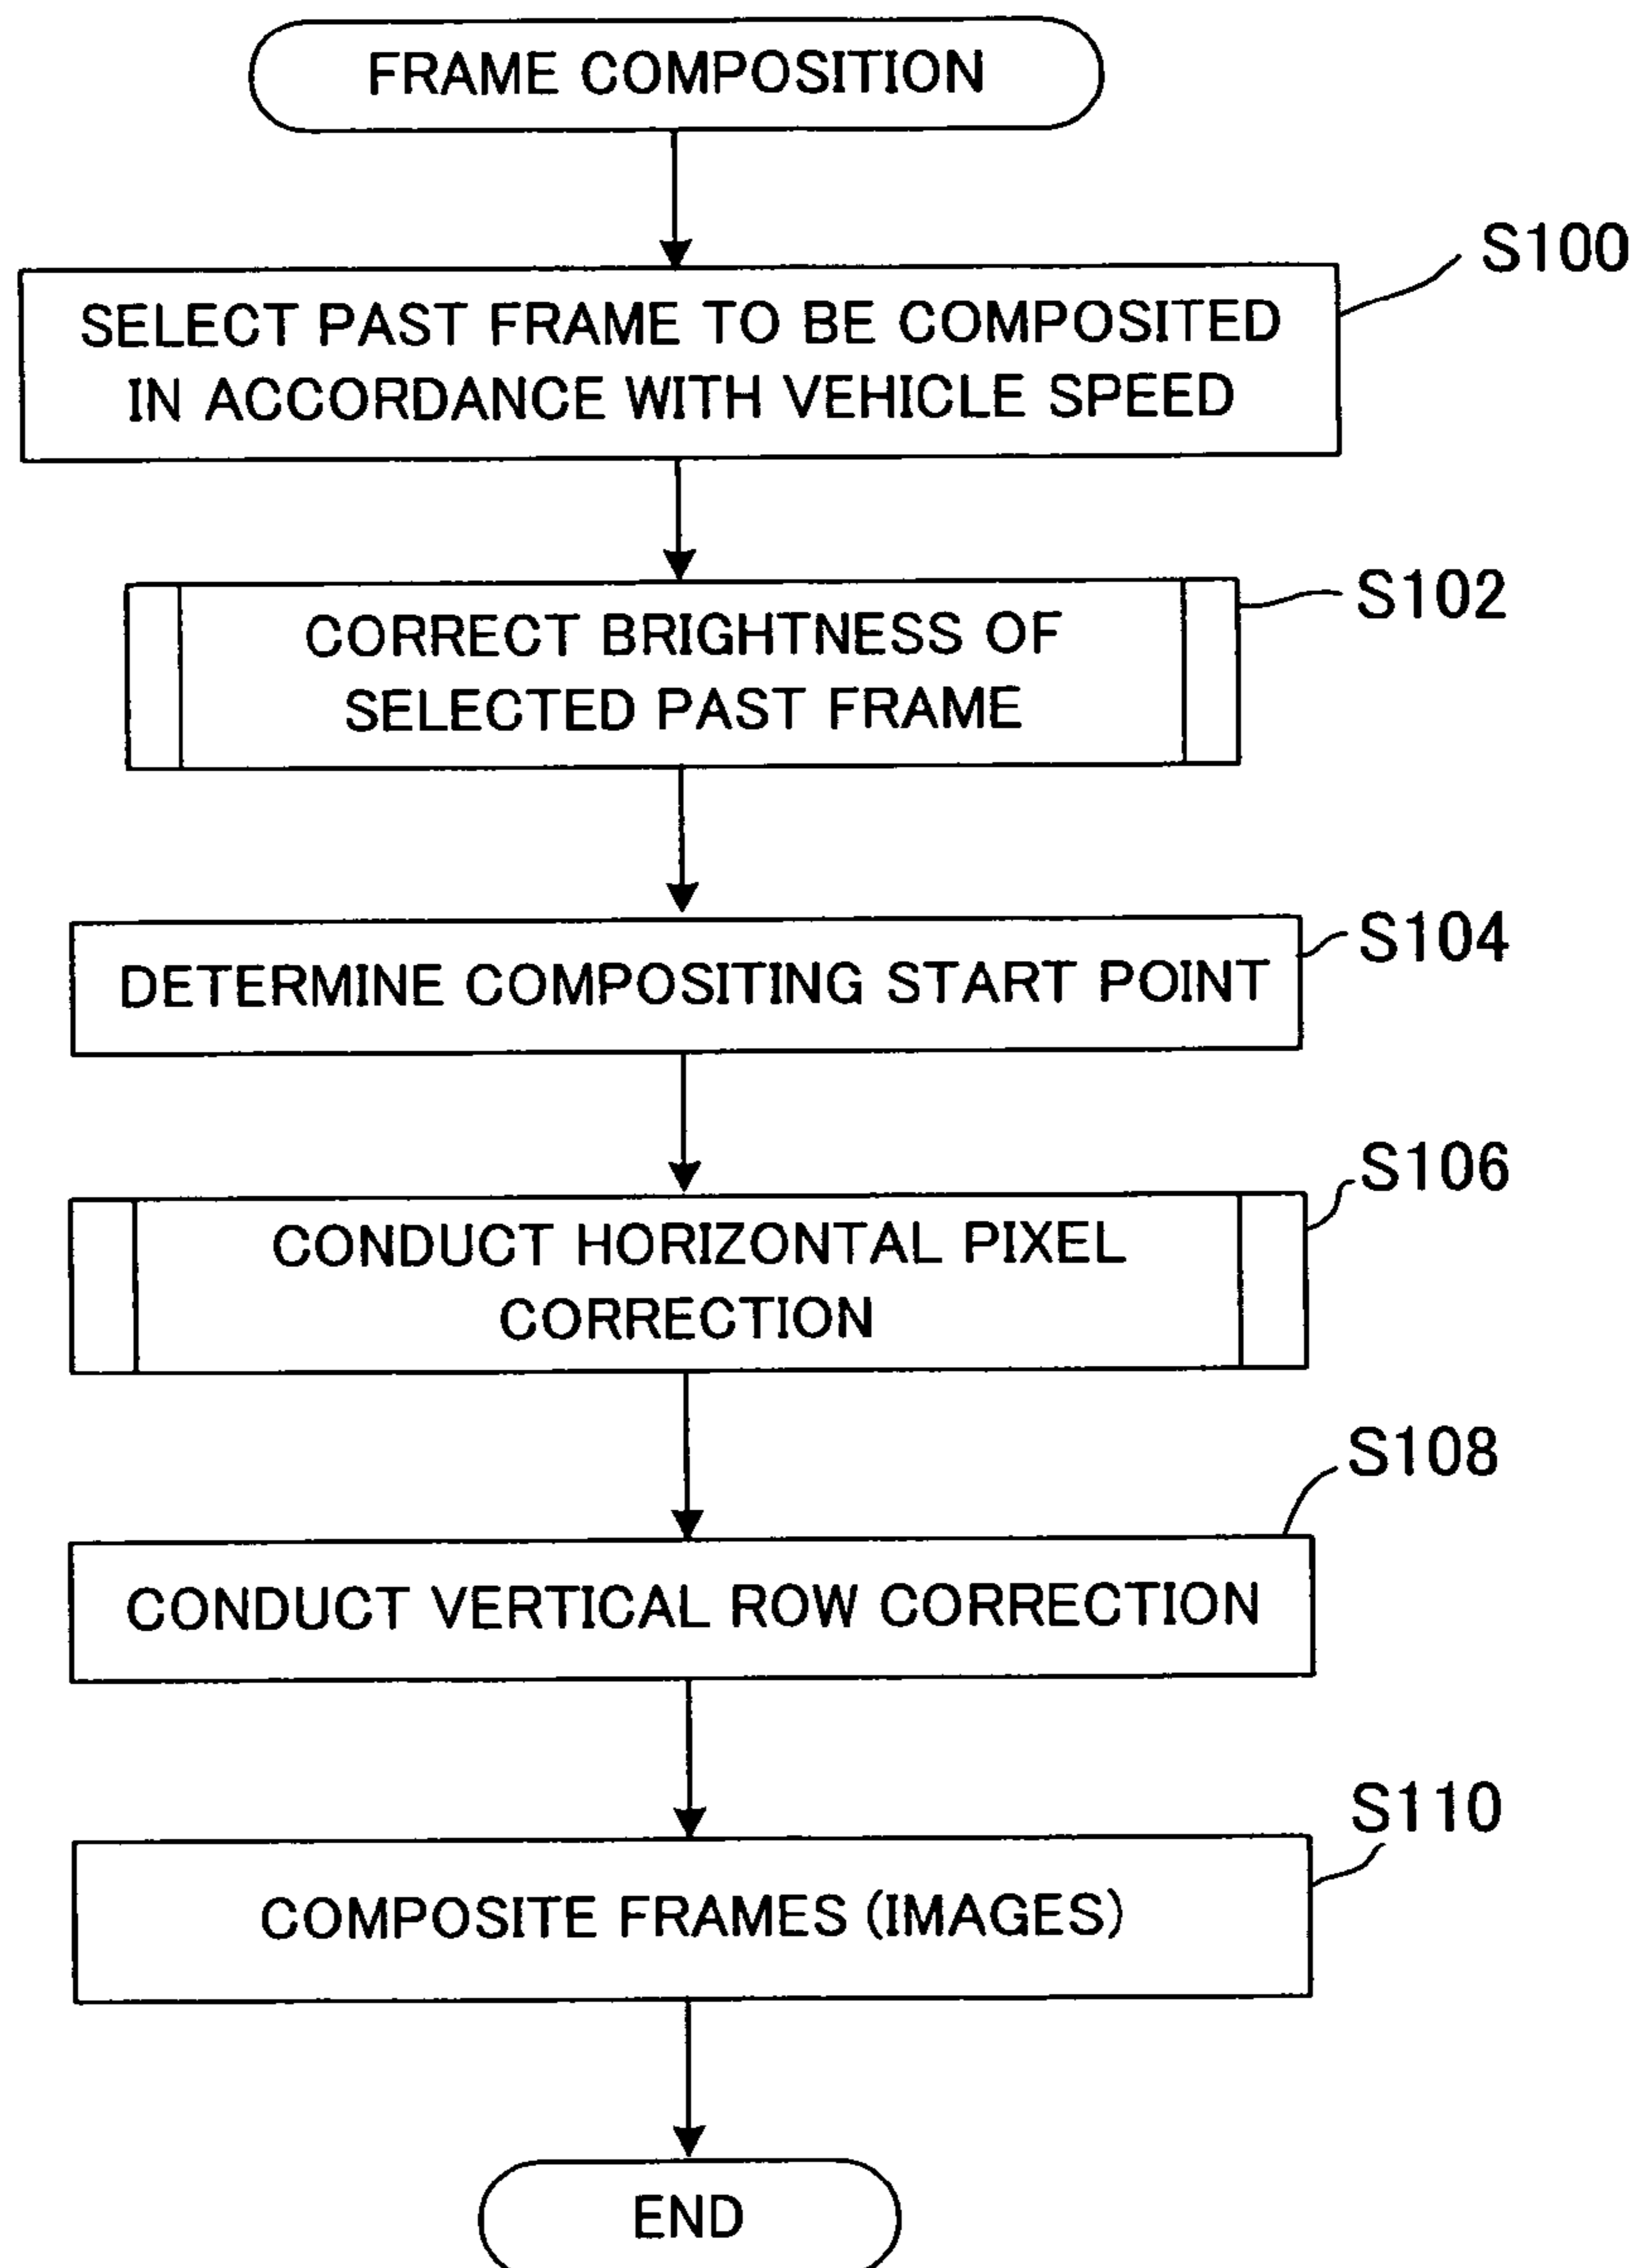 FRAME COMPOSITION
S100
SELECT PAST FRAME TO BE COMPOSITED
IN ACCORDANCE WITH VEHICLE SPEED
S102
CORRECT BRIGHTNESS OF
SELECTED PAST FRAME
S104
DETERMINE COMPOSITING START POINT
S106
CONDUCT HORIZONTAL PIXEL
CORRECTION
S108
CONDUCT VERTICAL ROW CORRECTION
S110
COMPOSITE FRAMES (IMAGES)
END